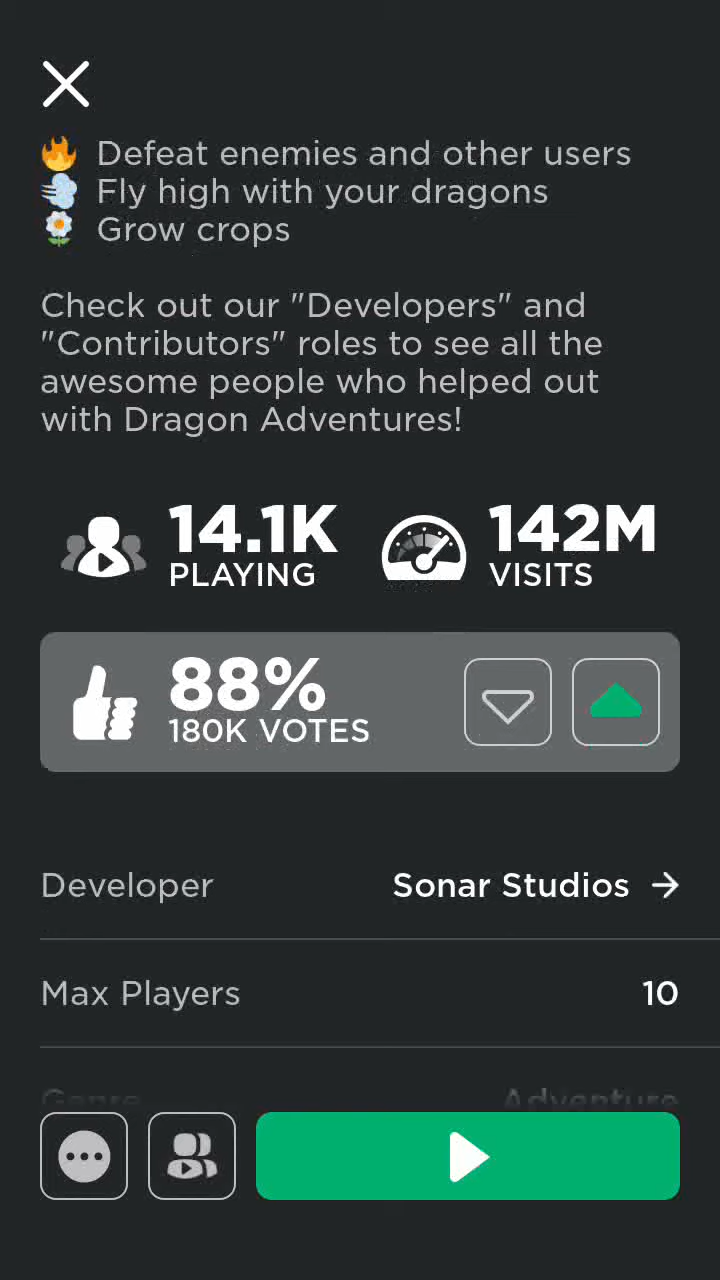 Defeat enemies and other users
Fly high with your dragons
Grow crops
Check out our "Developers" and
"Contributors" roles to see all the
awesome people who helped out
with Dragon Adventures!
14.1K
PLAYING
142M
VISITS
88%
180K VOTES
Developer Sonar Studios
Max Players 10
Genre Adventure